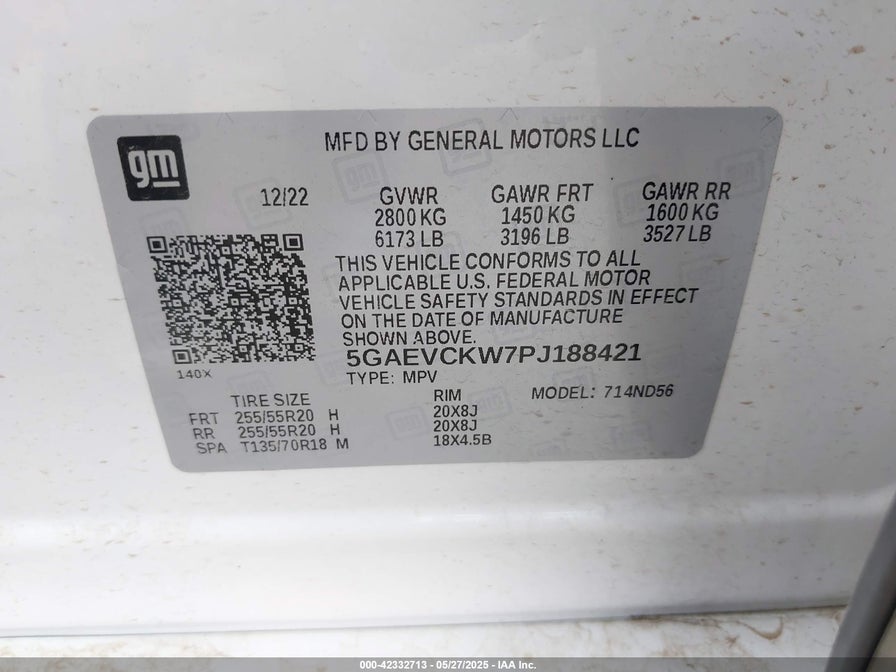 MFD BY GENERAL MOTORS LLC
gm
12/22
GVWR GAWR FRT GAWR RR
2800 KG 1450 KG 1600 KG
6173 LB 3196 LB 3527 LB
THIS VEHICLE CONFORMS TO ALL
APPLICABLE U.S. FEDERAL MOTOR
VEHICLE SAFETY STANDARDS IN EFFECT
ON THE DATE OF MANUFACTURE
SHOWN ABOVE.
5GAEVCKW7PJ188421
140X
TYPE: MPV
TIRE SIZE RIM MODEL: 714ND56
FRT 255/55R20 H 20X8J
RR 255/55R20 H 20X8J
SPA T135/70R18 M 18X4.5B
000-42332713 - 05/27/2025 - IAA Inc.